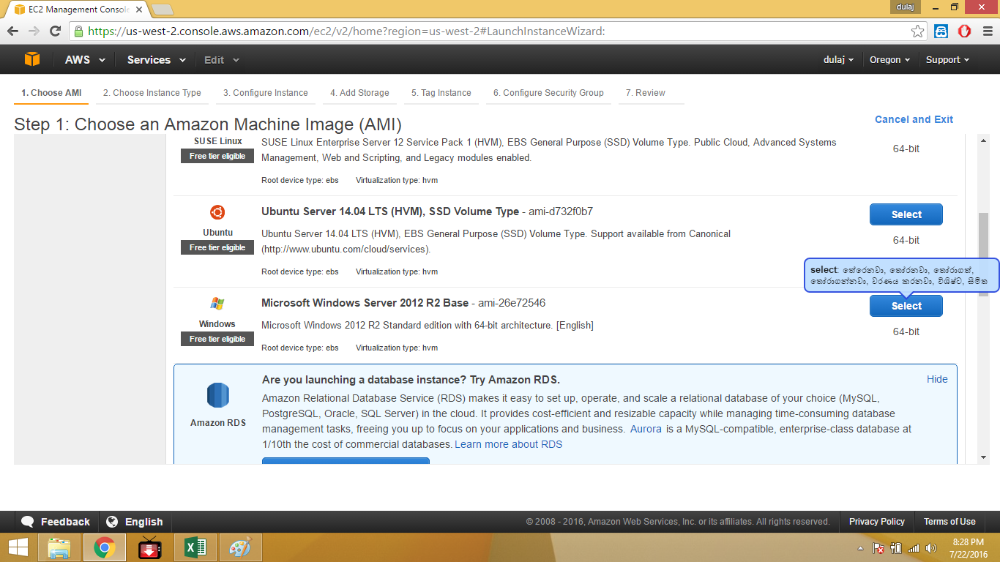 EC2 Management Console
dulaj
https://us-west-2.console.aws.amazon.com/ec2/v2/home?region=us-west-2#LaunchInstanceWizard:
AWS Services Edit dulaj Oregon Support
1. Choose AMI 2. Choose Instance Type 3. Configure Instance 4. Add Storage 5. Tag Instance 6. Configure Security Group 7. Review
Step 1: Choose an Amazon Machine Image (AMI)
Cancel and Exit
SUSE Linux
Free tier eligible
SUSE Linux Enterprise Server 12 Service Pack 1 (HVM), EBS General Purpose (SSD) Volume Type. Public Cloud, Advanced Systems
Management, Web and Scripting, and Legacy modules enabled.
64-bit
Root device type: ebs Virtualization type: hvm
Ubuntu
Free tier eligible
Ubuntu Server 14.04 LTS (HVM), SSD Volume Type - ami-d732f0b7
Ubuntu Server 14.04 LTS (HVM), EBS General Purpose (SSD) Volume Type. Support available from Canonical
(http://www.ubuntu.com/cloud/services).
Root device type: ebs Virtualization type: hvm
Select
64-bit
select: තේරෙනවා, තෝරනවා, තෝරාගත්,
තෝරාගන්නවා, වරණය කරනවා, විශිෂ්ට, සීමිත
Windows
Free tier eligible
Microsoft Windows Server 2012 R2 Base - ami-26e72546
Microsoft Windows 2012 R2 Standard edition with 64-bit architecture. [English]
Root device type: ebs Virtualization type: hvm
Select
64-bit
Amazon RDS
Are you launching a database instance? Try Amazon RDS.
Hide
Amazon Relational Database Service (RDS) makes it easy to set up, operate, and scale a relational database of your choice (MySQL,
PostgreSQL, Oracle, SQL Server) in the cloud. It provides cost-efficient and resizable capacity while managing time-consuming database
management tasks, freeing you up to focus on your applications and business. Aurora is a MySQL-compatible, enterprise-class database at
1/10th the cost of commercial databases. Learn more about RDS
Feedback English
© 2008 - 2016, Amazon Web Services, Inc. or its affiliates. All rights reserved. Privacy Policy Terms of Use
8:28 PM
7/22/2016